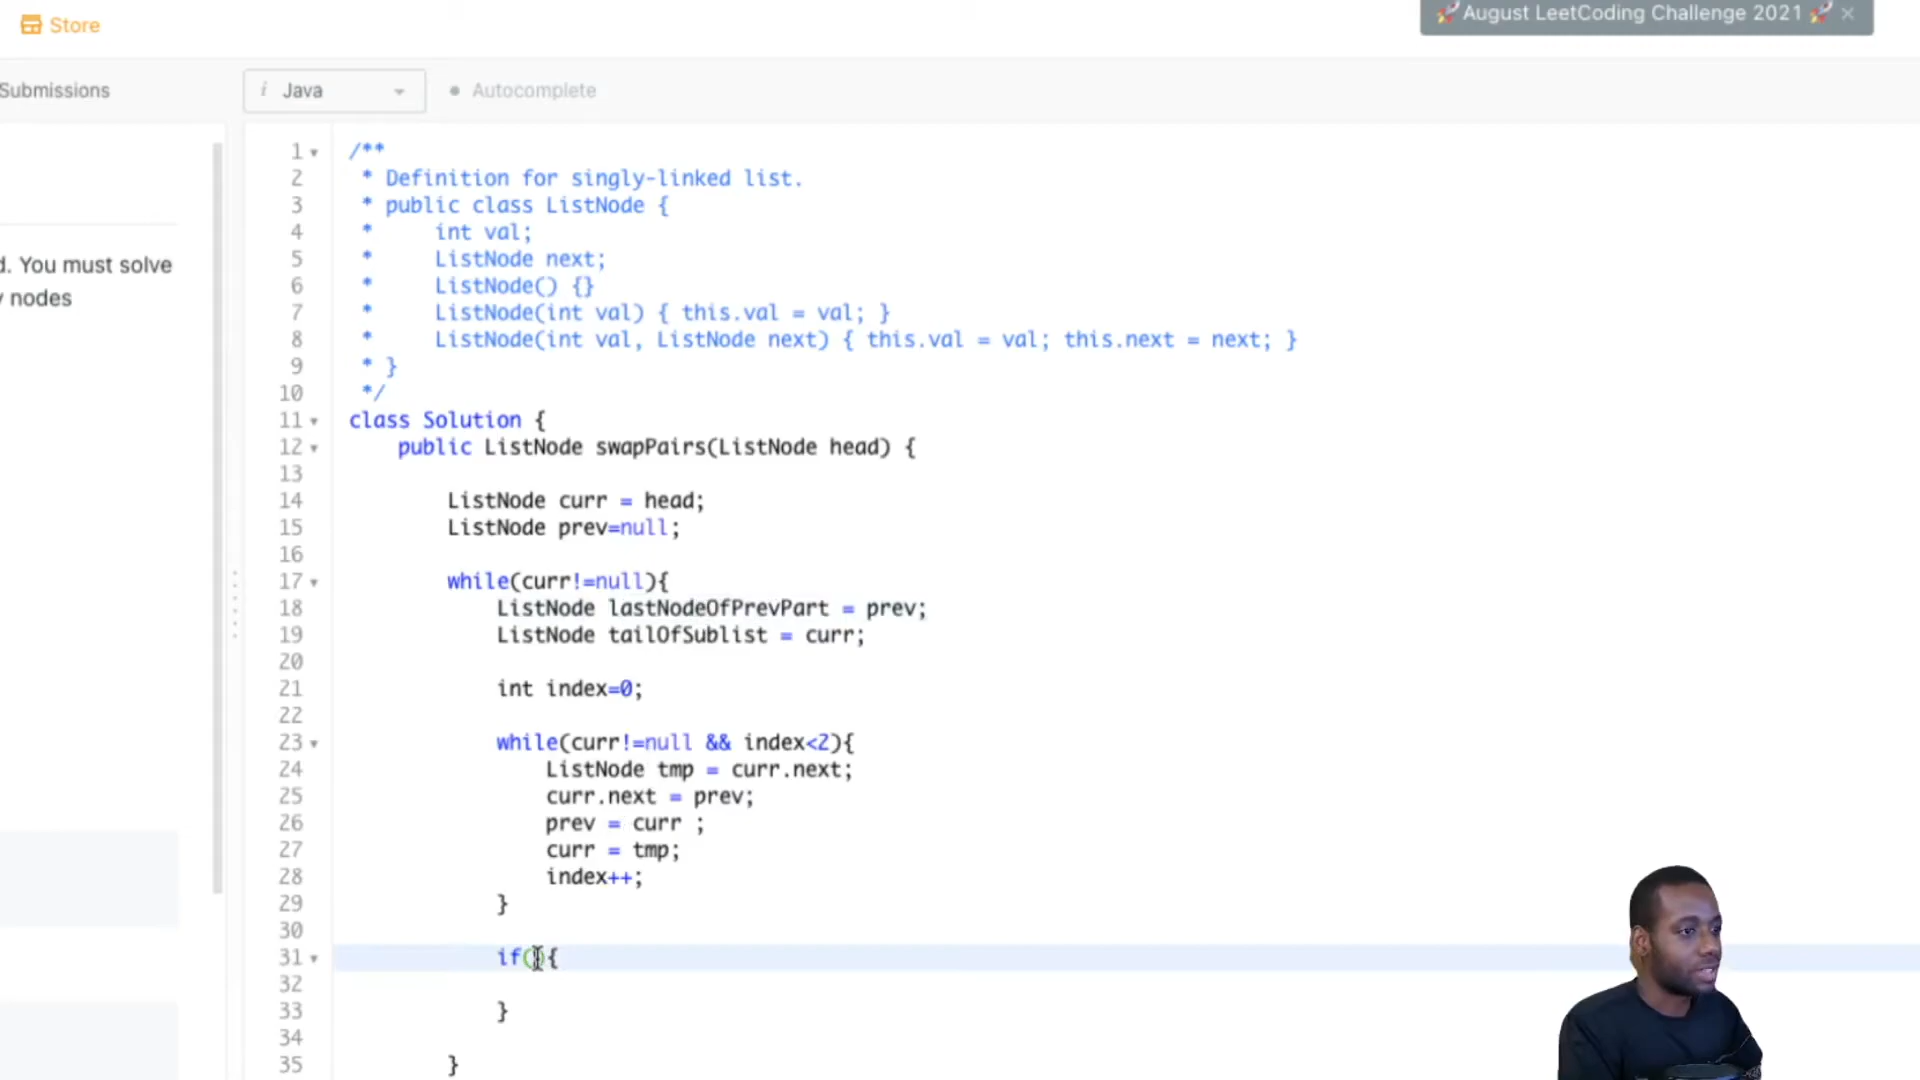 Store
🚀August LeetCoding Challenge 2021 🚀 ×
Submissions
i Java
Autocomplete
d. You must solve
nodes
1 /**
2 * Definition for singly-linked list.
3 * public class ListNode {
4 *     int val;
5 *     ListNode next;
6 *     ListNode() {}
7 *     ListNode(int val) { this.val = val; }
8 *     ListNode(int val, ListNode next) { this.val = val; this.next = next; }
9 * }
10 */
11 class Solution {
12     public ListNode swapPairs(ListNode head) {
13
14         ListNode curr = head;
15         ListNode prev=null;
16
17         while(curr!=null){
18             ListNode lastNodeOfPrevPart = prev;
19             ListNode tailOfSublist = curr;
20
21             int index=0;
22
23             while(curr!=null && index<2){
24                 ListNode tmp = curr.next;
25                 curr.next = prev;
26                 prev = curr ;
27                 curr = tmp;
28                 index++;
29             }
30
31             if(){
32
33             }
34
35         }